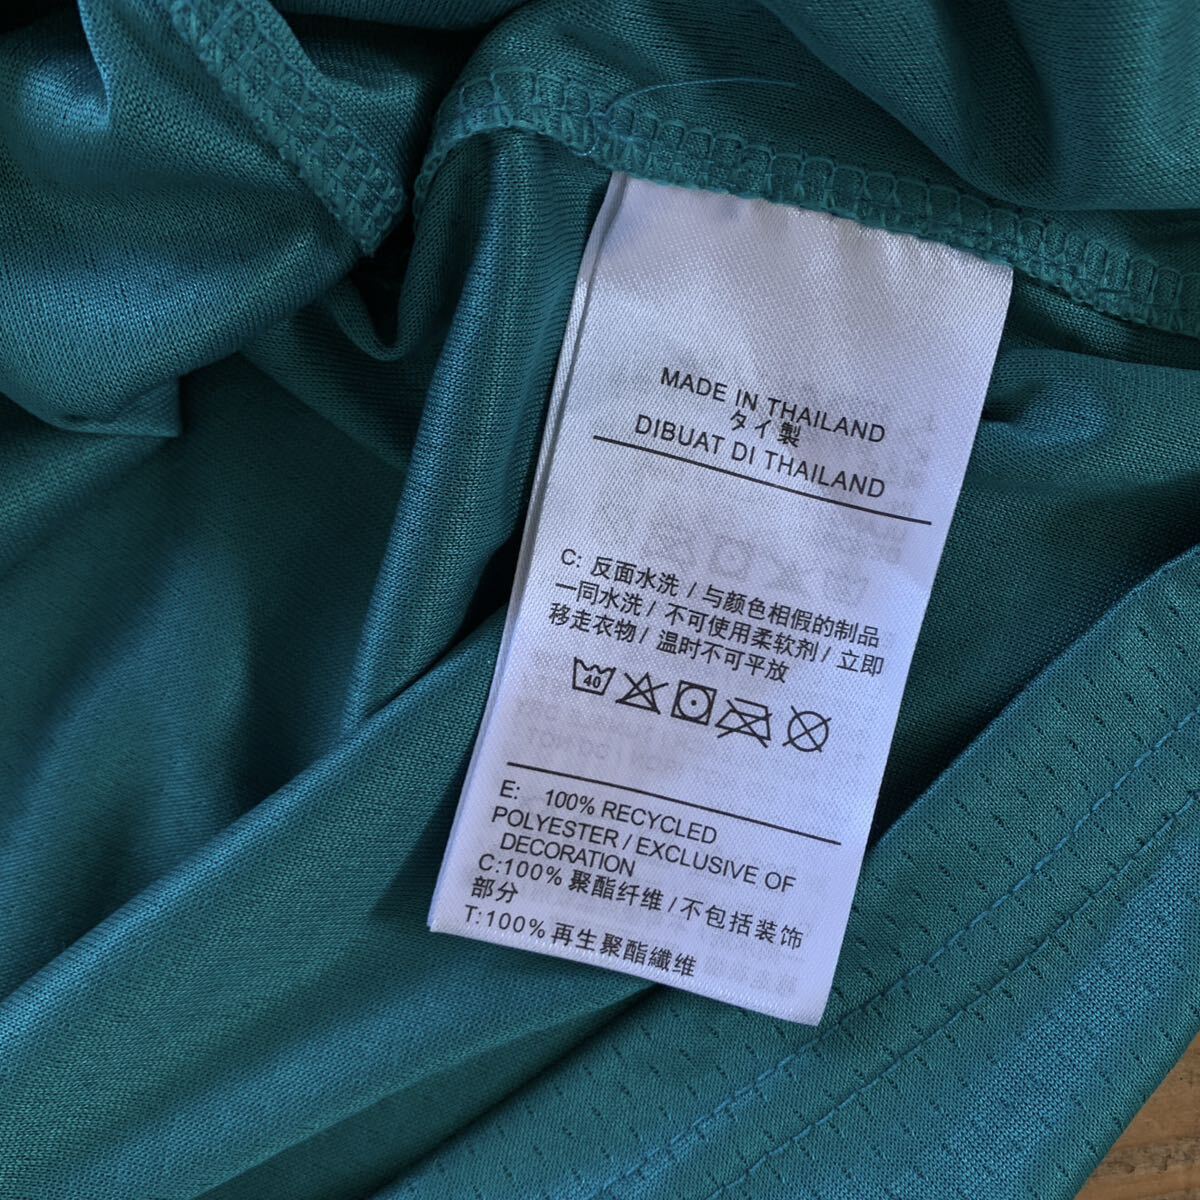 MADE IN THAILAND
タイ製
DIBUAT DI THAILAND
C: 反面水洗 / 与颜色相假的制品
一同水洗 / 不可使用柔软剂 / 立即
移走衣物 / 温时不可平放
40
E: 100% RECYCLED
POLYESTER / EXCLUSIVE OF
DECORATION
C:100% 聚酯纤维 / 不包括装饰
部分
T:100% 再生聚酯纖维